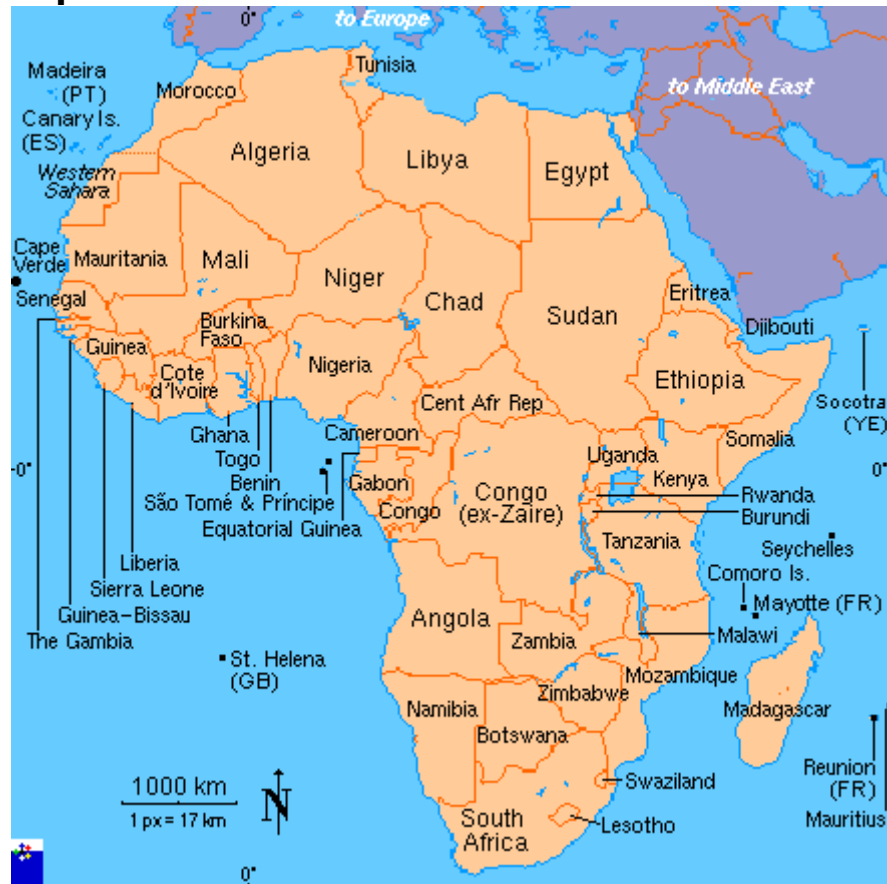 0°
to Europe
Tunisia
Madeira
(PT)
Morocco
to Middle East
Canary Is.
(ES)
Algeria
Libya
Egypt
Western
Sahara
Cape
Verde
Mauritania
Mali
Niger
Chad
Sudan
Eritrea
Senegal
Burkina
Faso
Djibouti
Guinea
Nigeria
Cote
d'Ivoire
Ethiopia
Cent Afr Rep
Socotra
(YE)
Ghana
Cameroon
Somalia
Togo
Uganda
0°
0°
Benin
Kenya
Gabon
Congo
(ex-Zaire)
São Tomé & Príncipe
Rwanda
Congo
Burundi
Equatorial Guinea
Tanzania
Seychelles
Liberia
Comoro Is.
Sierra Leone
Mayotte (FR)
Guinea-Bissau
Angola
The Gambia
Zambia
Malawi
St. Helena
(GB)
Mozambique
Zimbabwe
Namibia
Madagascar
Botswana
Reunion
(FR)
1000 km
N
Swaziland
1 px = 17 km
Mauritius
South
Africa
Lesotho
0°